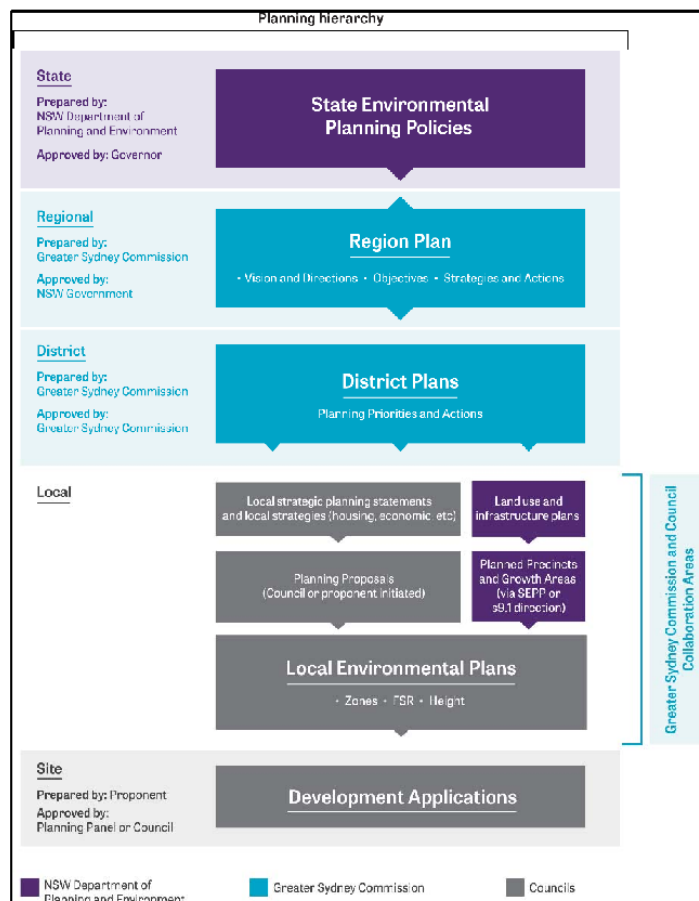 Planning hierarchy
State
Prepared by:
NSW Department of
Planning and Environment
Approved by: Governor
State Environmental
Planning Policies
Regional
Prepared by:
Greater Sydney Commission
Approved by:
NSW Government
Region Plan
• Vision and Directions • Objectives • Strategies and Actions
District
Prepared by:
Greater Sydney Commission
Approved by:
Greater Sydney Commission
District Plans
Planning Priorities and Actions
Local
Local strategic planning statements
and local strategies (housing, economic, etc)
Land use and
infrastructure plans
Planning Proposals
(Council or proponent initiated)
Planned Precincts
and Growth Areas
(via SEPP or
s9.1 direction)
Local Environmental Plans
• Zones • FSR • Height
Greater Sydney Commission and Council
Collaboration Areas
Site
Prepared by: Proponent
Approved by:
Planning Panel or Council
Development Applications
NSW Department of
Planning and Environment
Greater Sydney Commission
Councils